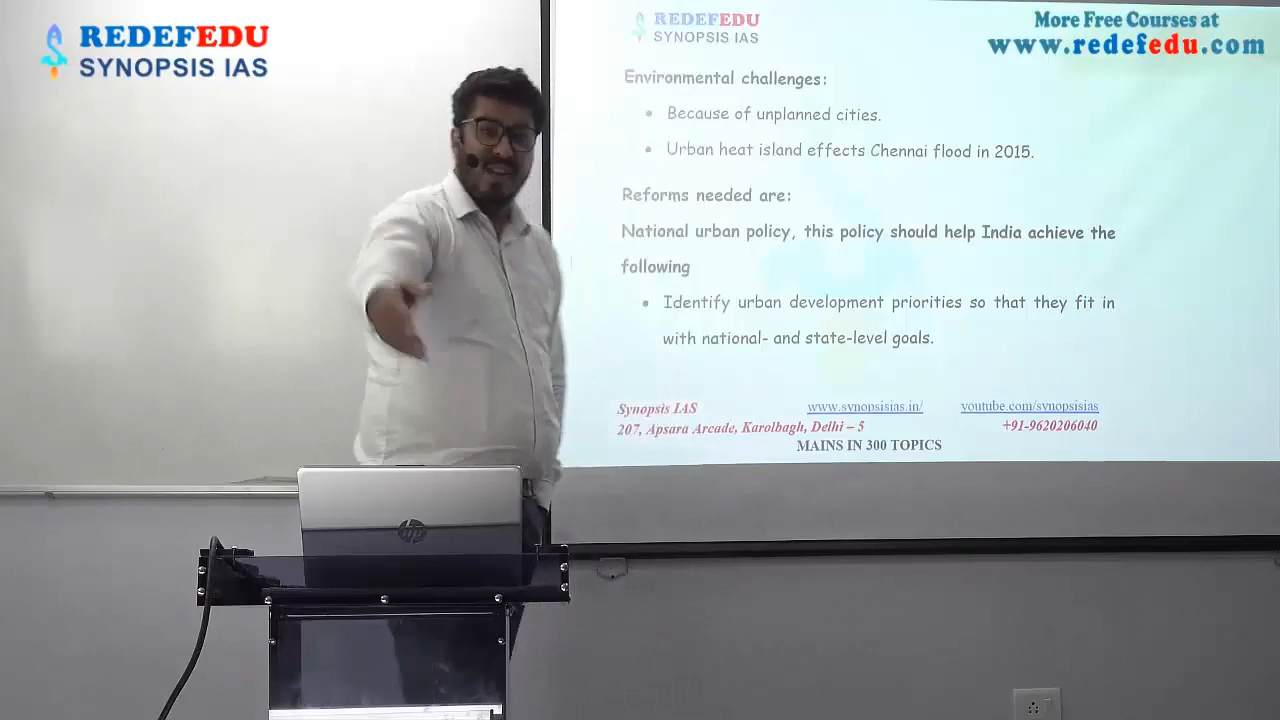 REDEFEDU
SYNOPSIS IAS
REDEFEDU
SYNOPSIS IAS
More Free Courses at
www.redefedu.com
Environmental challenges:
• Because of unplanned cities.
• Urban heat island effects Chennai flood in 2015.
Reforms needed are:
National urban policy, this policy should help India achieve the
following
• Identify urban development priorities so that they fit in
with national- and state-level goals.
Synopsis IAS www.synopsisias.in/ youtube.com/synopsisias
207, Apsara Arcade, Karolbagh, Delhi – 5 +91-9620206040
MAINS IN 300 TOPICS
hp